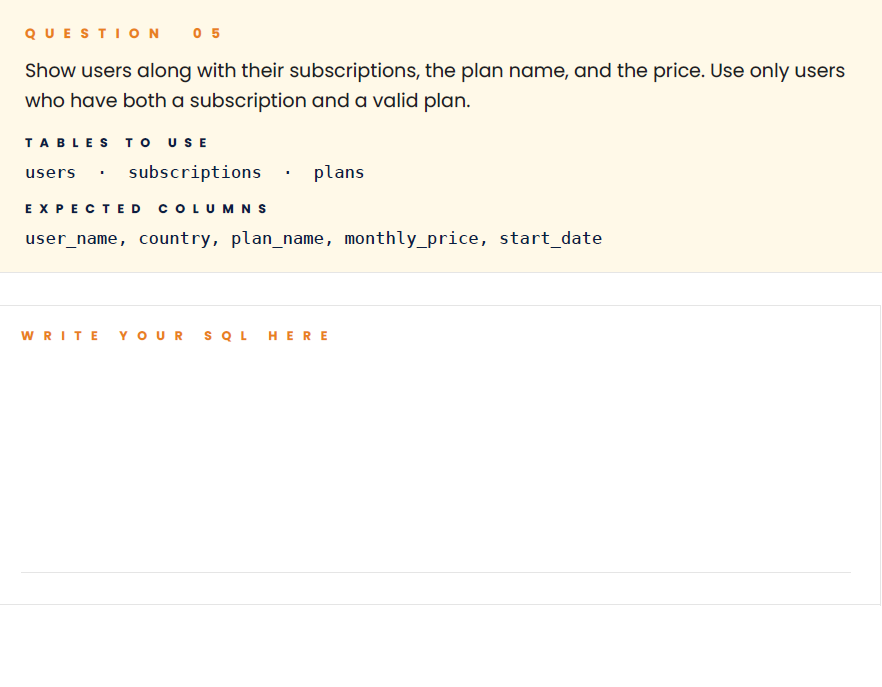 QUESTION 05
Show users along with their subscriptions, the plan name, and the price. Use only users
who have both a subscription and a valid plan.
TABLES TO USE
users · subscriptions · plans
EXPECTED COLUMNS
user_name, country, plan_name, monthly_price, start_date
WRITE YOUR SQL HERE